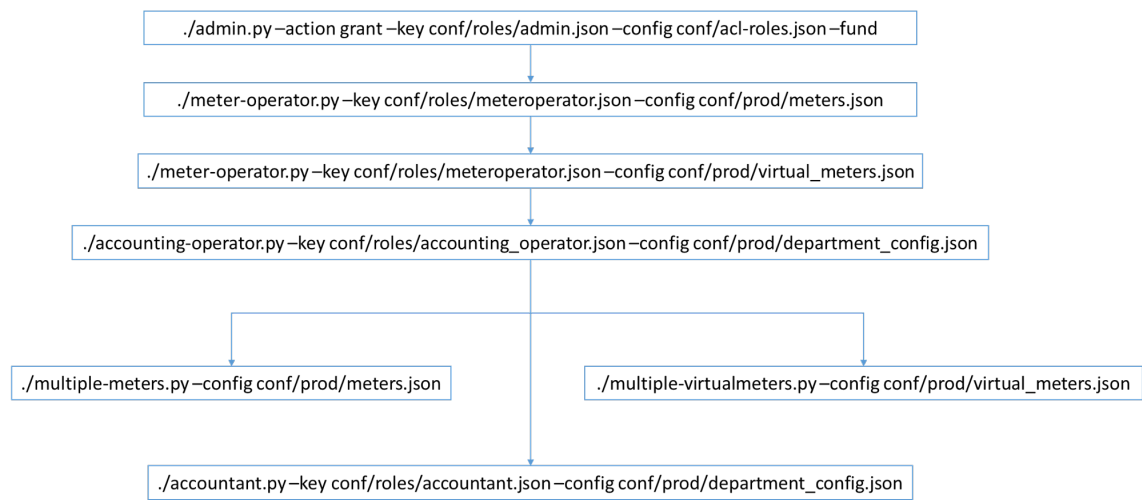 ./admin.py –action grant –key conf/roles/admin.json –config conf/acl-roles.json –fund
./meter-operator.py –key conf/roles/meteroperator.json –config conf/prod/meters.json
./meter-operator.py –key conf/roles/meteroperator.json –config conf/prod/virtual_meters.json
./accounting-operator.py –key conf/roles/accounting_operator.json –config conf/prod/department_config.json
./multiple-meters.py –config conf/prod/meters.json
./multiple-virtualmeters.py –config conf/prod/virtual_meters.json
./accountant.py –key conf/roles/accountant.json –config conf/prod/department_config.json